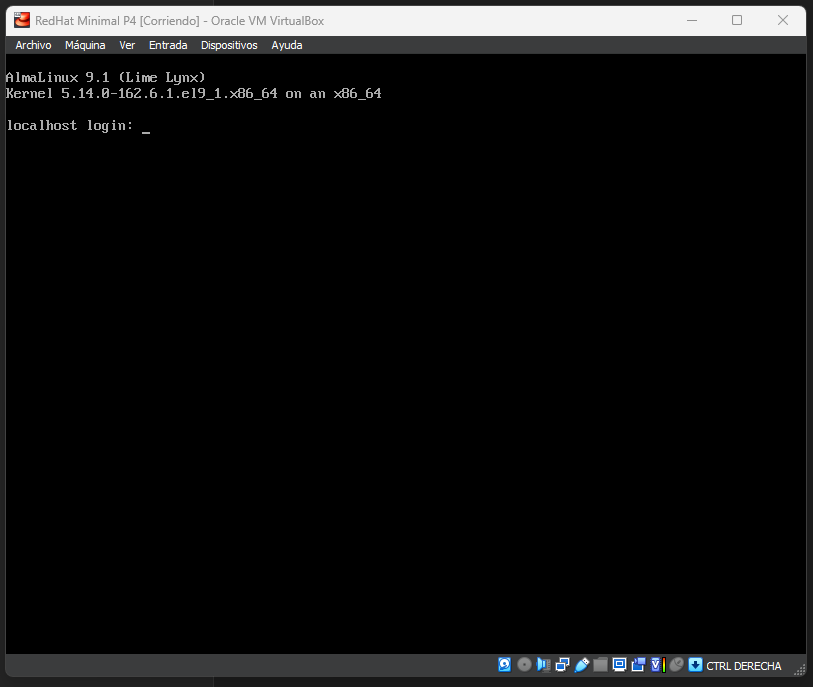 RedHat Minimal P4 [Corriendo] - Oracle VM VirtualBox
Archivo Máquina Ver Entrada Dispositivos Ayuda
AlmaLinux 9.1 (Lime Lynx)
Kernel 5.14.0-162.6.1.el9_1.x86_64 on an x86_64
localhost login: _
CTRL DERECHA